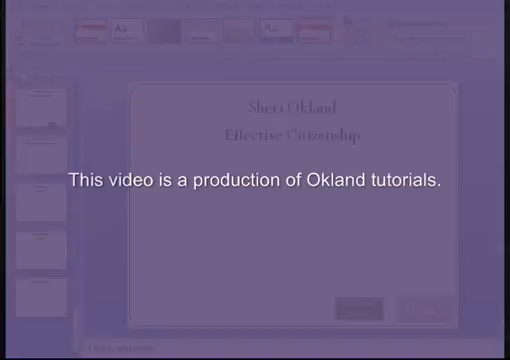 Sheri Okland
Effective Citizenship
This video is a production of Okland tutorials.